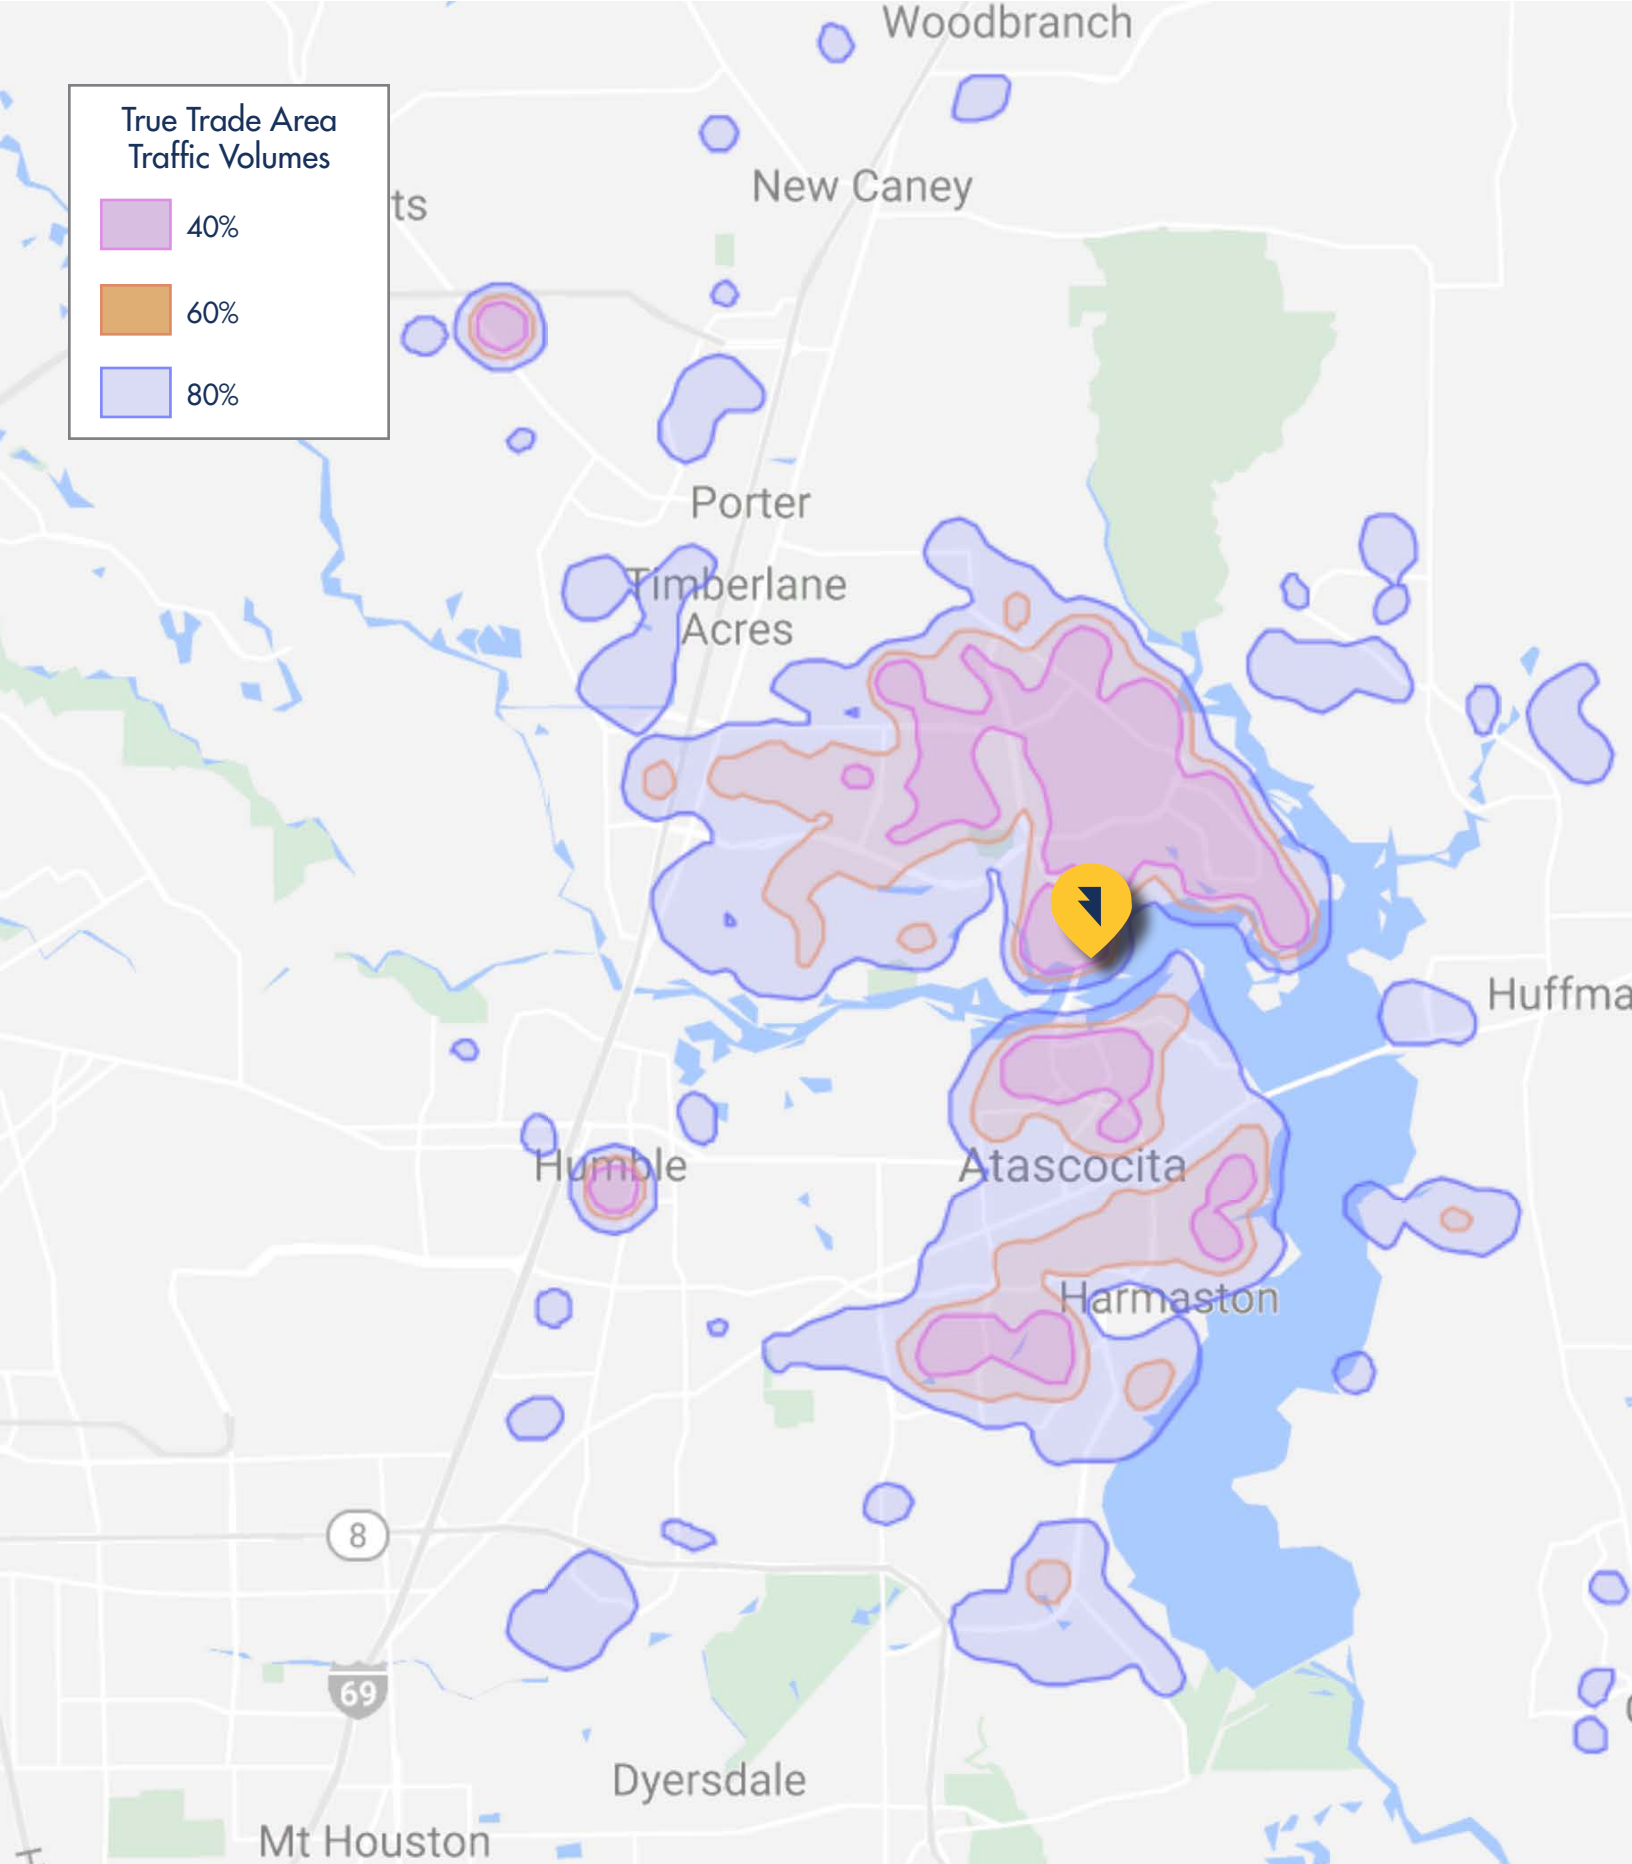 Woodbranch
True Trade Area
Traffic Volumes
New Caney
ts
40%
60%
80%
Porter
Timberlane
Acres
Huffma
Humble
Atascocita
Harmaston
8
69
Dyersdale
Mt Houston